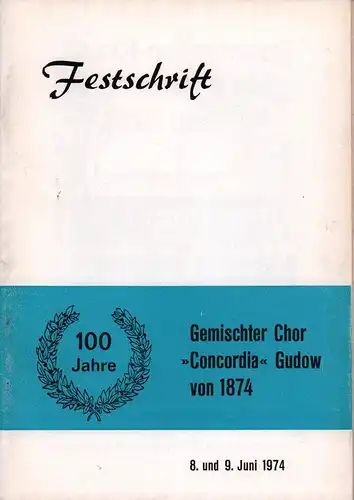 Festschrift
100
Jahre
Gemischter Chor
»Concordia« Gudow
von 1874
8. und 9. Juni 1974